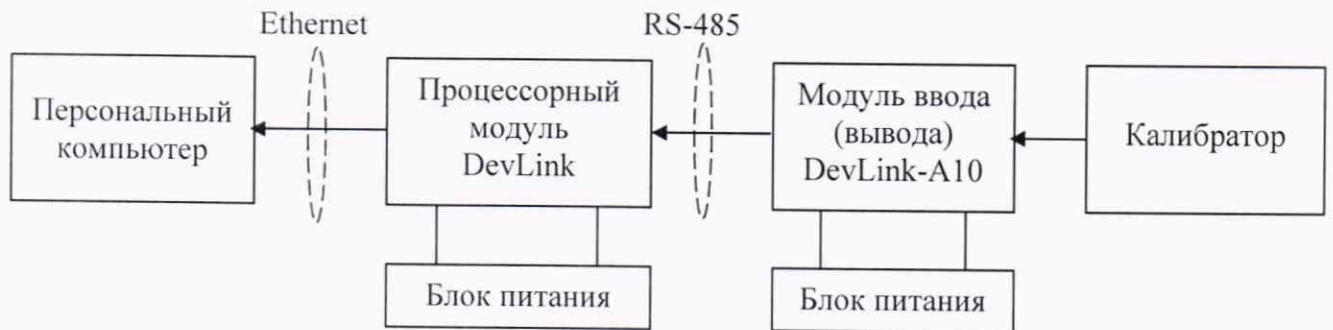 Ethernet
RS-485
Персональный
компьютер
Процессорный
модуль
DevLink
Модуль ввода
(вывода)
DevLink-A10
Калибратор
Блок питания
Блок питания